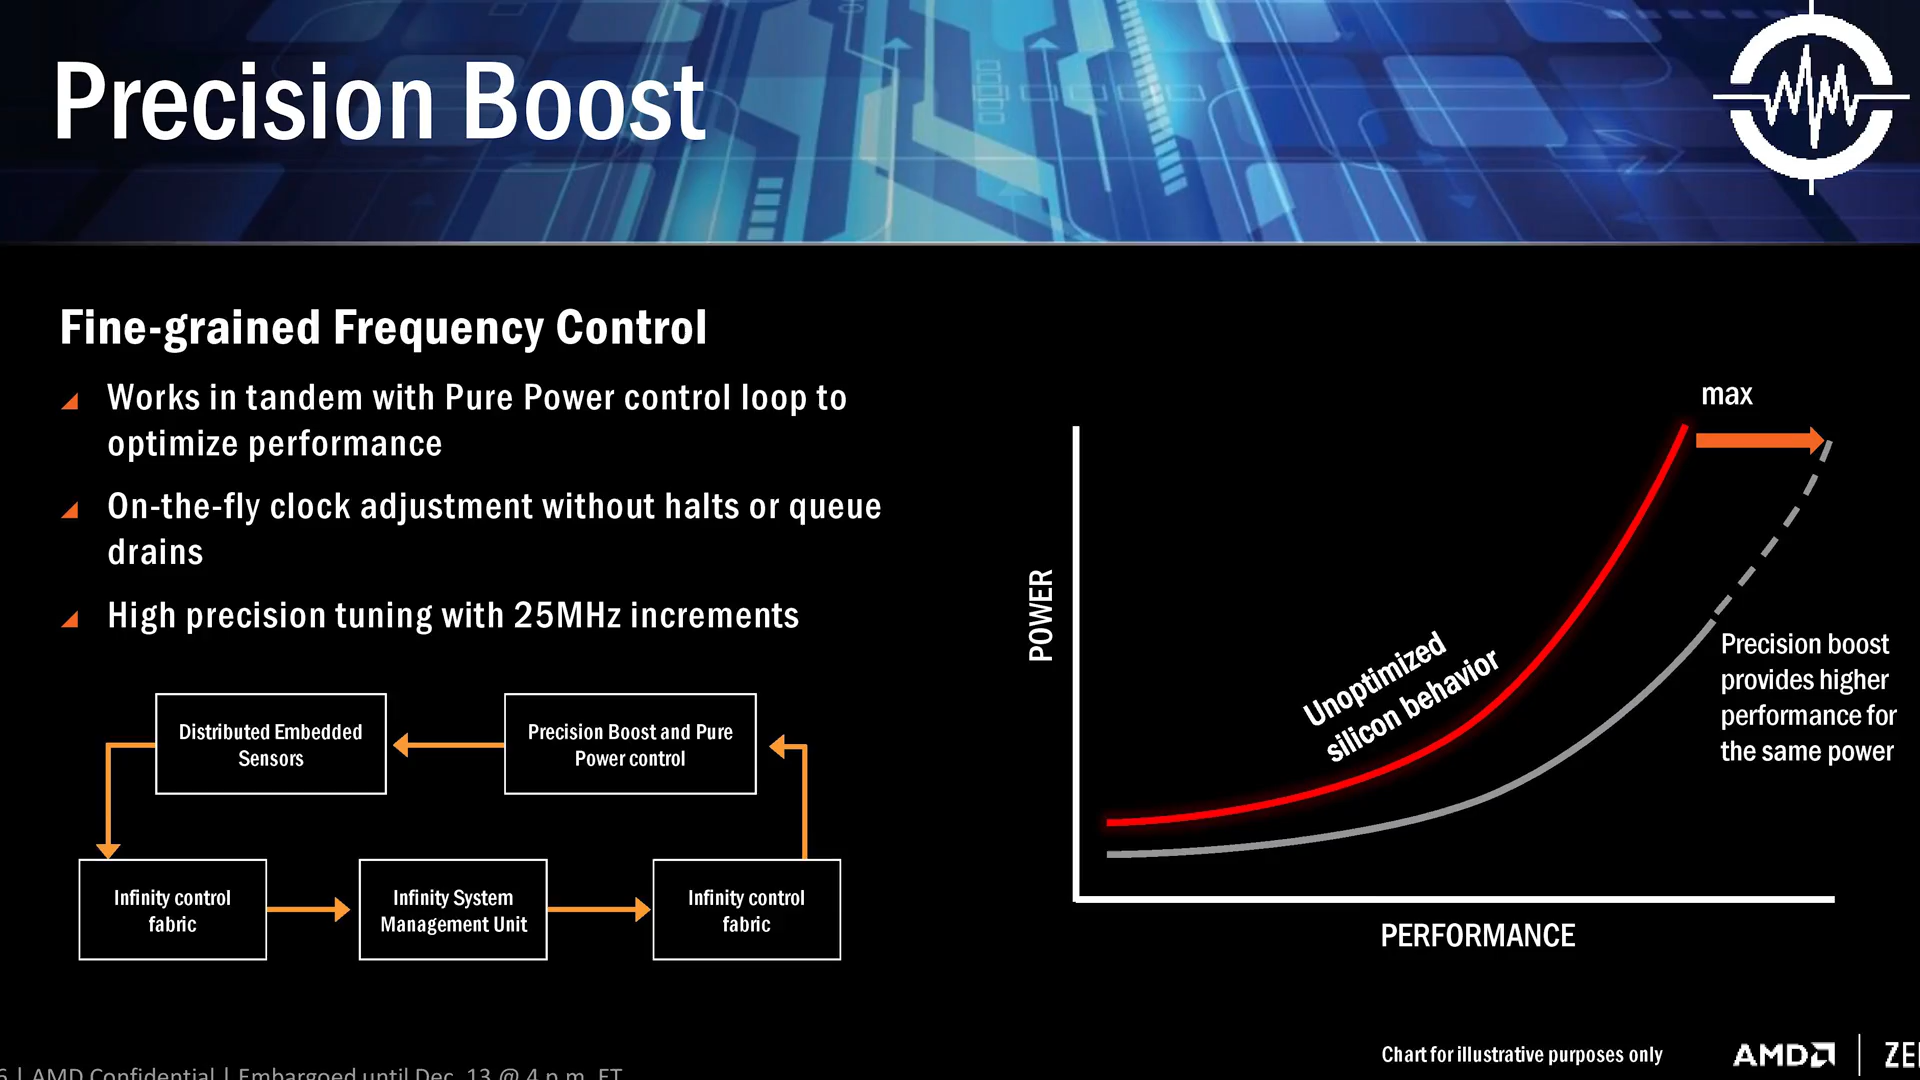 Precision Boost
Fine-grained Frequency Control
Works in tandem with Pure Power control loop to
optimize performance
On-the-fly clock adjustment without halts or queue
drains
High precision tuning with 25MHz increments
Distributed Embedded
Sensors
Precision Boost and Pure
Power control
Infinity control
fabric
Infinity System
Management Unit
Infinity control
fabric
max
POWER
Unoptimized
silicon behavior
Precision boost
provides higher
performance for
the same power
PERFORMANCE
Chart for illustrative purposes only
AMD
6 | AMD Confidential | Embargoed until Dec. 13 @ 4 p.m. ET